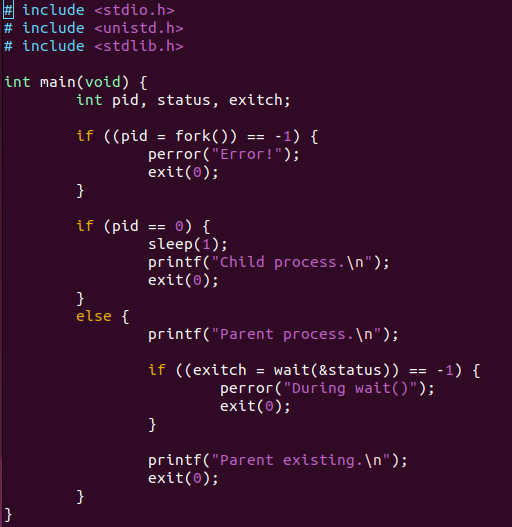 # include <stdio.h>
# include <unistd.h>
# include <stdlib.h>

int main(void) {
        int pid, status, exitch;

        if ((pid = fork()) == -1) {
                perror("Error!");
                exit(0);
        }

        if (pid == 0) {
                sleep(1);
                printf("Child process.\n");
                exit(0);
        }
        else {
                printf("Parent process.\n");

                if ((exitch = wait(&status)) == -1) {
                        perror("During wait()");
                        exit(0);
                }

                printf("Parent existing.\n");
                exit(0);
        }
}